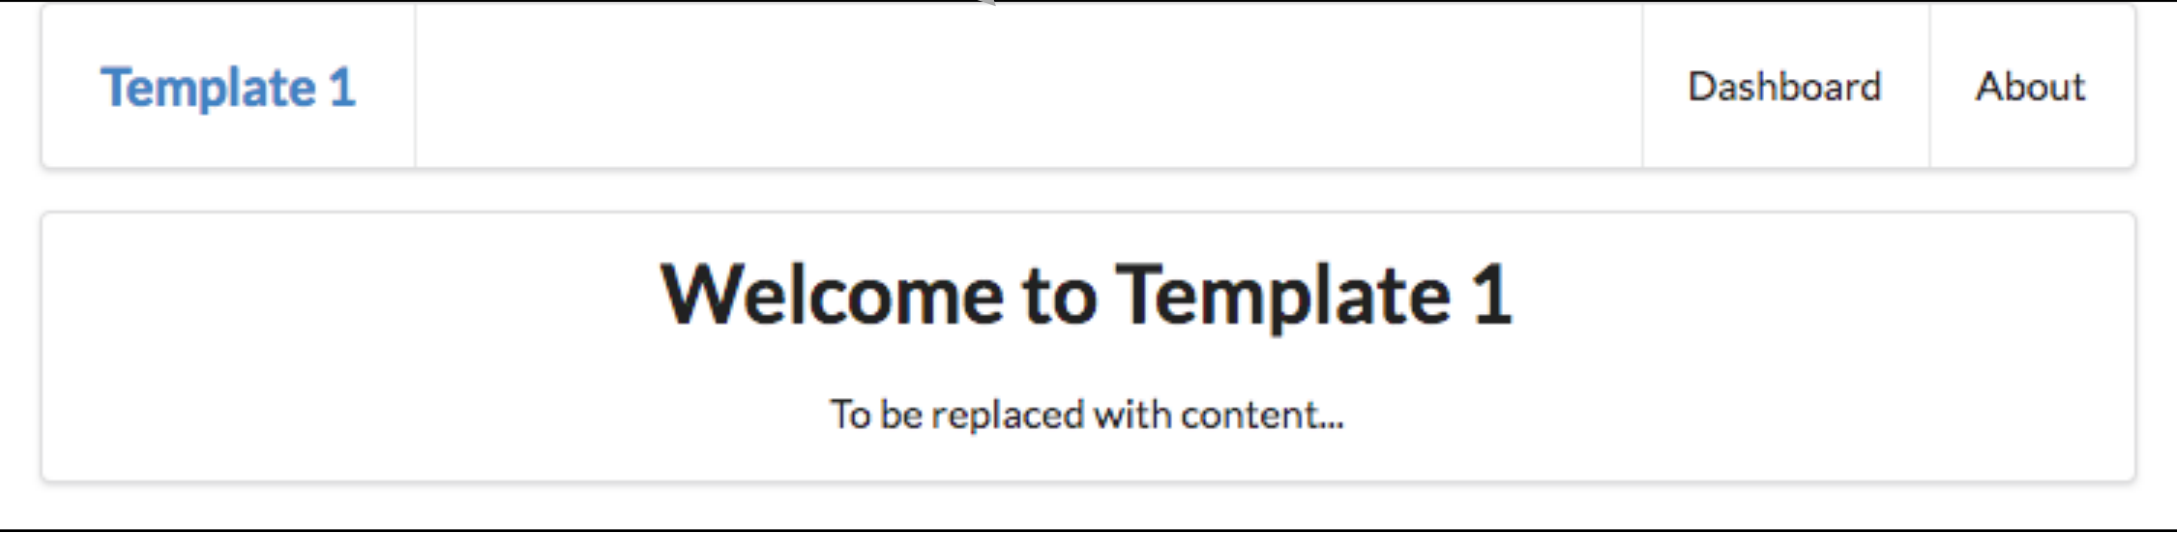 Template 1 Dashboard About
Welcome to Template 1
To be replaced with content...